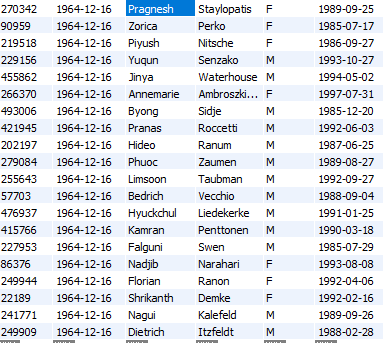 270342 1964-12-16 Pragnesh Staylopatis F 1989-09-25
90959 1964-12-16 Zorica Perko F 1985-07-17
219518 1964-12-16 Piyush Nitsche F 1986-09-27
229156 1964-12-16 Yuqun Senzako M 1993-10-27
455862 1964-12-16 Jinya Waterhouse M 1994-05-02
266370 1964-12-16 Annemarie Ambroszki... F 1997-07-31
493006 1964-12-16 Byong Sidje M 1985-12-20
421945 1964-12-16 Pranas Roccetti M 1992-06-03
202197 1964-12-16 Hideo Ranum M 1987-06-25
279084 1964-12-16 Phuoc Zaumen M 1989-08-27
255643 1964-12-16 Limsoon Taubman M 1992-09-27
57703 1964-12-16 Bedrich Vecchio M 1988-09-04
476937 1964-12-16 Hyuckchul Liedekerke M 1991-01-25
415766 1964-12-16 Kamran Penttonen M 1990-03-18
227953 1964-12-16 Falguni Swen M 1985-07-29
86376 1964-12-16 Nadjib Narahari F 1993-08-08
249944 1964-12-16 Florian Ranon F 1992-04-06
22189 1964-12-16 Shrikanth Demke F 1992-02-16
241771 1964-12-16 Nagui Kalefeld M 1989-09-26
249909 1964-12-16 Dietrich Itzfeldt M 1988-02-28